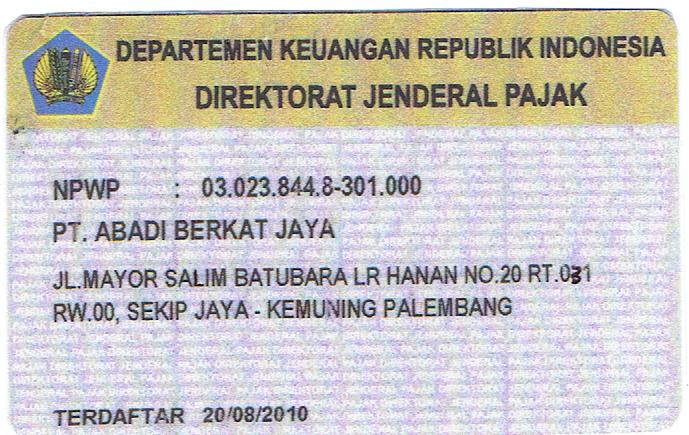 DEPARTEMEN KEUANGAN REPUBLIK INDONESIA
DIREKTORAT JENDERAL PAJAK
NPWP : 03.023.844.8-301.000
PT. ABADI BERKAT JAYA
JL.MAYOR SALIM BATUBARA LR HANAN NO.20 RT.031
RW.00, SEKIP JAYA - KEMUNING PALEMBANG
TERDAFTAR 20/08/2010